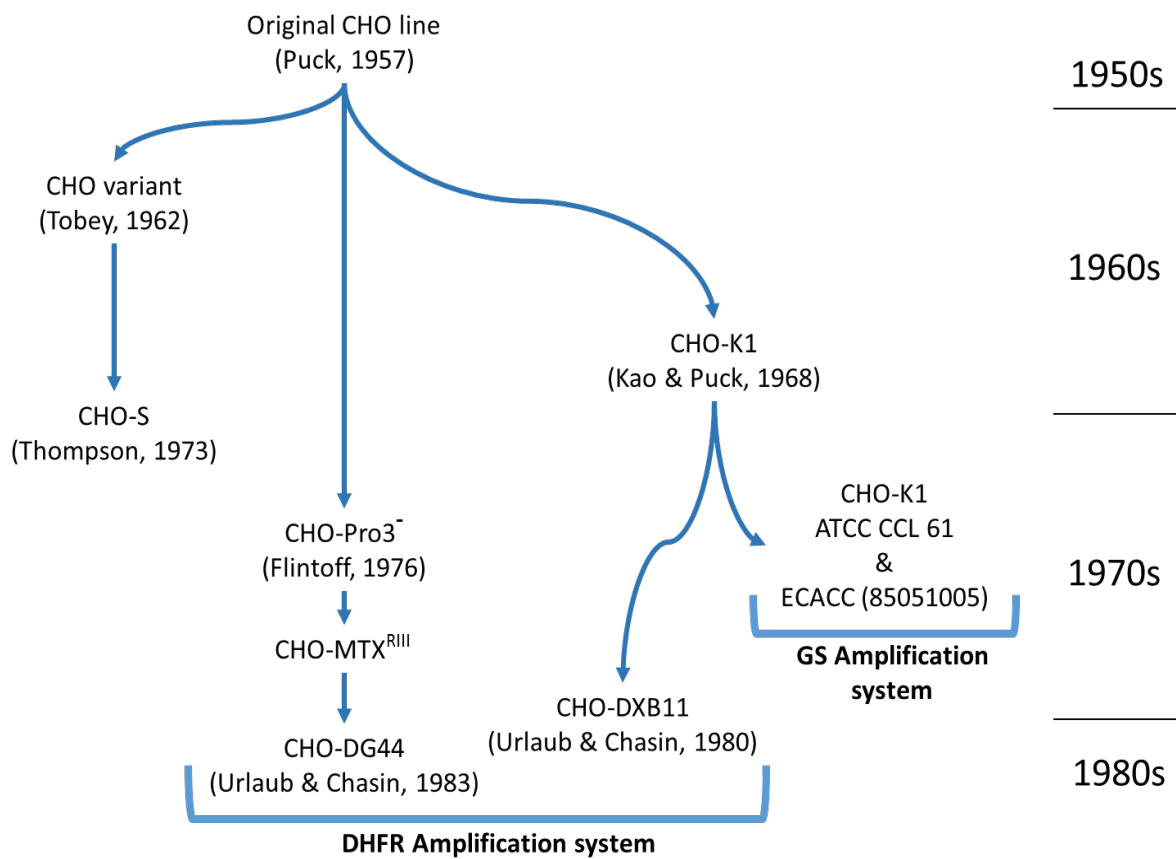 Original CHO line
(Puck, 1957)
1950s
CHO variant
(Tobey, 1962)
1960s
CHO-K1
(Kao & Puck, 1968)
CHO-S
(Thompson, 1973)
CHO-K1
ATCC CCL 61
&
ECACC (85051005)
GS Amplification
system
1970s
CHO-Pro3⁻
(Flintoff, 1976)
CHO-MTXᴿᴵᴵᴵ
CHO-DXB11
(Urlaub & Chasin, 1980)
CHO-DG44
(Urlaub & Chasin, 1983)
1980s
DHFR Amplification system